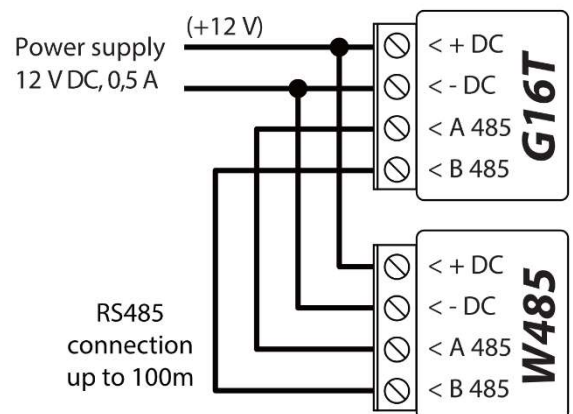 (+12 V)
Power supply
12 V DC, 0,5 A
< + DC
< - DC
< A 485
< B 485
G16T
< + DC
< - DC
< A 485
< B 485
W485
RS485
connection
up to 100m